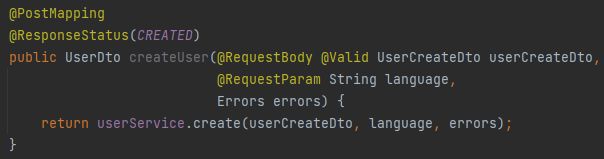 @PostMapping
@ResponseStatus(CREATED)
public UserDto createUser(@RequestBody @Valid UserCreateDto userCreateDto,
@RequestParam String language,
Errors errors) {
return userService.create(userCreateDto, language, errors);
}